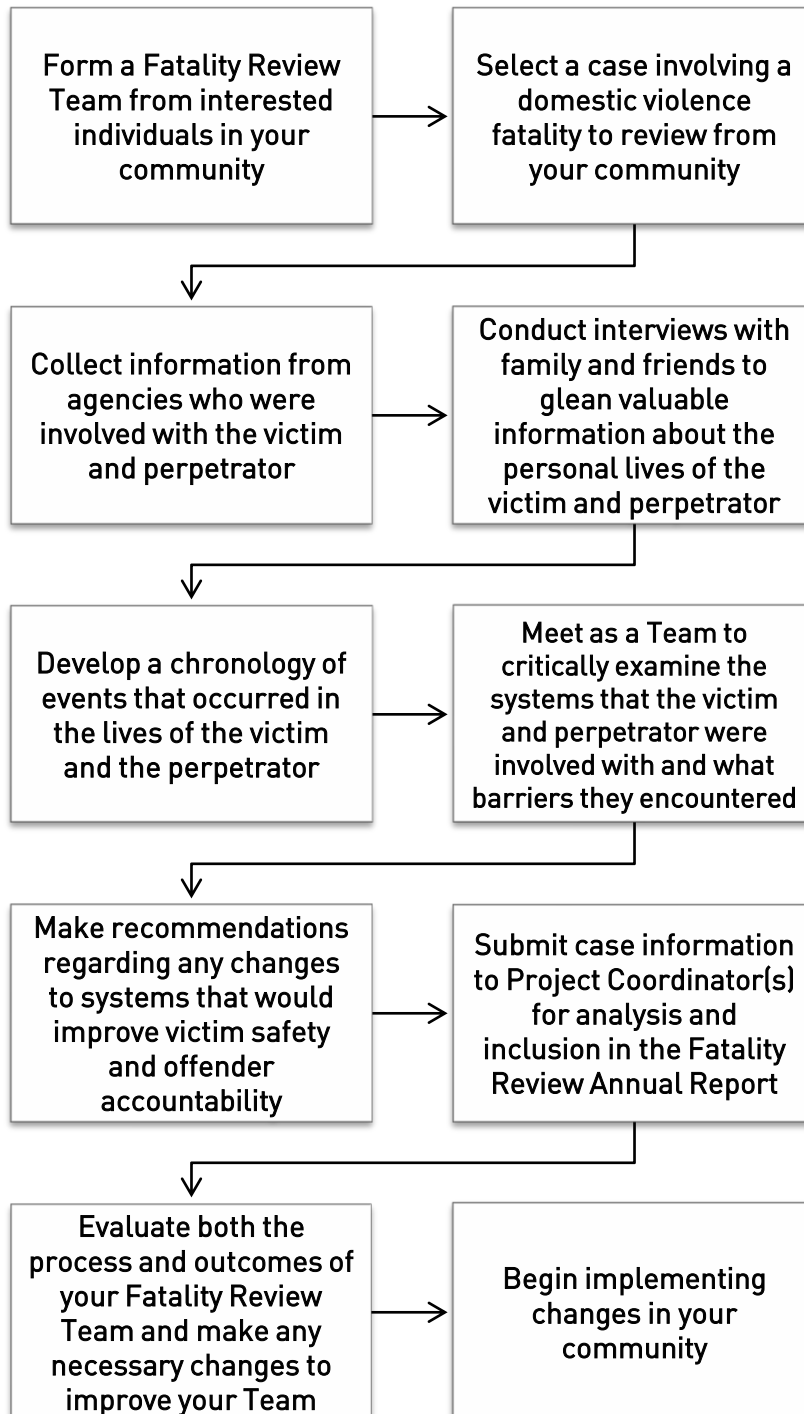 Form a Fatality Review
Team from interested
individuals in your
community
Select a case involving a
domestic violence
fatality to review from
your community
Collect information from
agencies who were
involved with the victim
and perpetrator
Conduct interviews with
family and friends to
glean valuable
information about the
personal lives of the
victim and perpetrator
Develop a chronology of
events that occurred in
the lives of the victim
and the perpetrator
Meet as a Team to
critically examine the
systems that the victim
and perpetrator were
involved with and what
barriers they encountered
Make recommendations
regarding any changes
to systems that would
improve victim safety
and offender
accountability
Submit case information
to Project Coordinator(s)
for analysis and
inclusion in the Fatality
Review Annual Report
Evaluate both the
process and outcomes of
your Fatality Review
Team and make any
necessary changes to
improve your Team
Begin implementing
changes in your
community